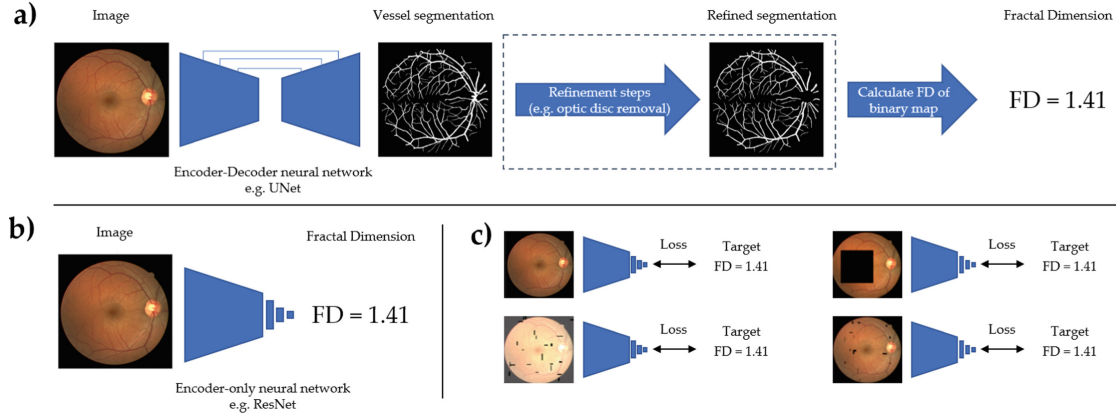 a)
Image
Vessel segmentation
Refined segmentation
Fractal Dimension
Refinement steps
(e.g. optic disc removal)
Calculate FD of
binary map
FD = 1.41
Encoder-Decoder neural network
e.g. UNet
b)
Image
Fractal Dimension
FD = 1.41
Encoder-only neural network
e.g. ResNet
c)
Loss
Target
FD = 1.41
Loss
Target
FD = 1.41
Loss
Target
FD = 1.41
Loss
Target
FD = 1.41